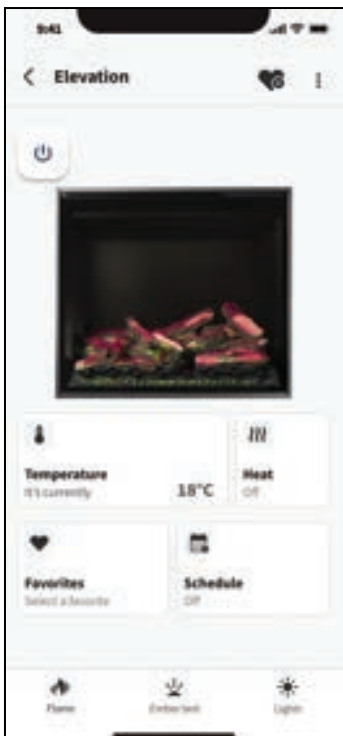 9:41
Elevation
Temperature
It's currently
18°C
Heat
Off
Favorites
Select a favorite
Schedule
Off
Flame
Ember bed
Lights